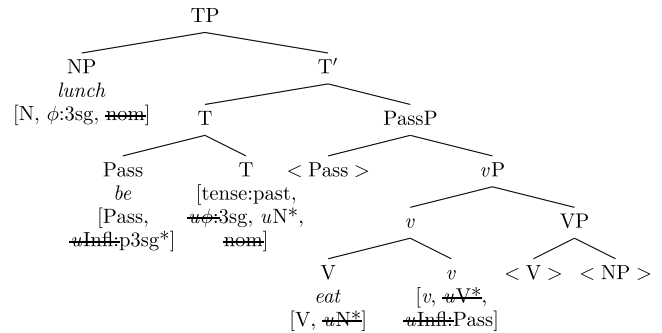 TP
NP T′
lunch
[N, ϕ:3sg, nom]
T PassP
Pass T < Pass > vP
be [tense:past,
[Pass, uϕ:3sg, uN*,
uInfl:p3sg*] nom]
v VP
V v < V > < NP >
eat [v, uV*,
[V, uN*] uInfl:Pass]